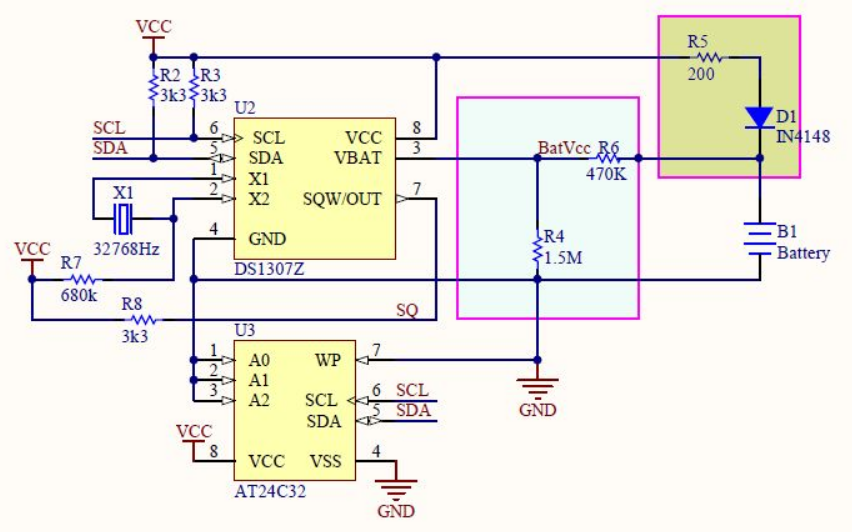 VCC
R5
200
R2
3k3
R3
3k3
U2
D1
IN4148
SCL
SDA
6
5
1
2
4
SCL
SDA
X1
X2
GND
VCC
VBAT
SQW/OUT
8
3
7
BatVcc
R6
470K
X1
32768Hz
R4
1.5M
B1
Battery
DS1307Z
VCC
R7
680k
R8
3k3
SQ
U3
1
2
3
8
A0
A1
A2
VCC
WP
SCL
SDA
VSS
7
6
5
4
SCL
SDA
GND
VCC
AT24C32
GND